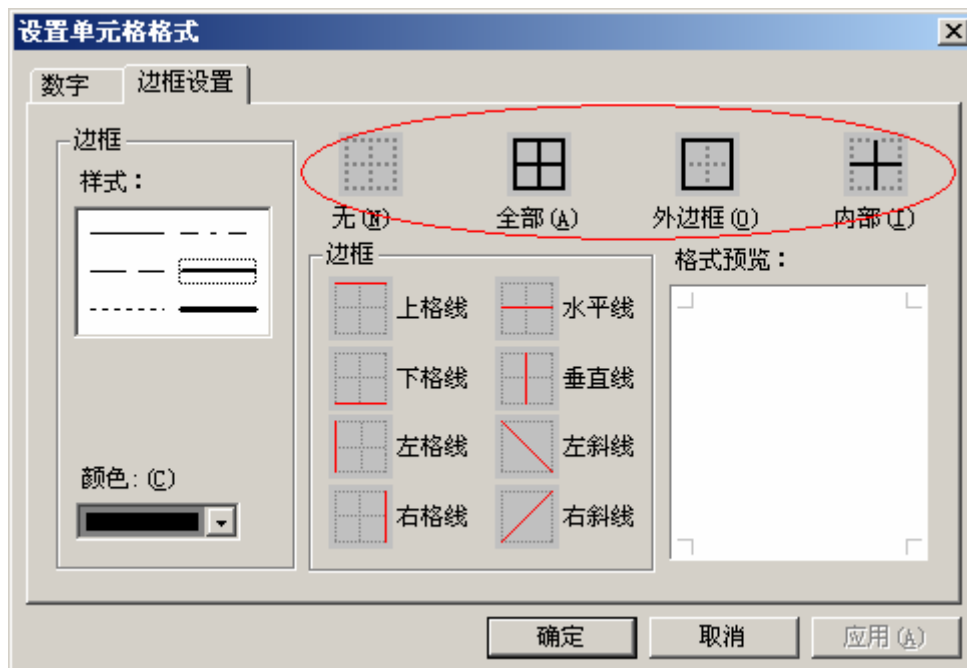 设置单元格格式
数字 边框设置
边框
样式：
无(N) 全部(A) 外边框(O) 内部(I)
边框
格式预览：
上格线 水平线
下格线 垂直线
左格线 左斜线
右格线 右斜线
颜色:(C)
确定 取消 应用(A)